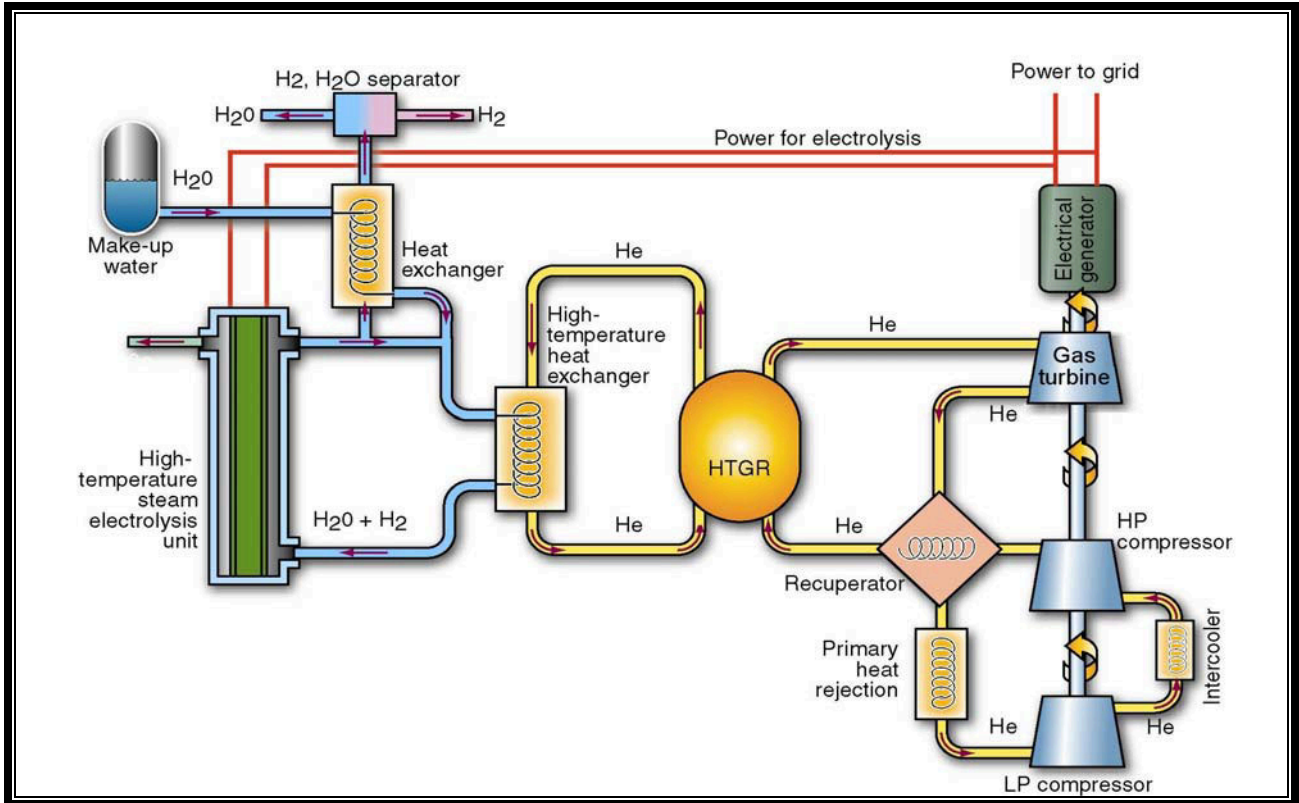 H2, H2O separator
Power to grid
H20
H2
Power for electrolysis
H20
Make-up
water
Heat
exchanger
Electrical
generator
He
High-
temperature
heat
exchanger
He
Gas
turbine
He
HTGR
High-
temperature
steam
electrolysis
unit
H20 + H2
He
He
HP
compressor
Recuperator
Primary
heat
rejection
Intercooler
He
He
LP compressor